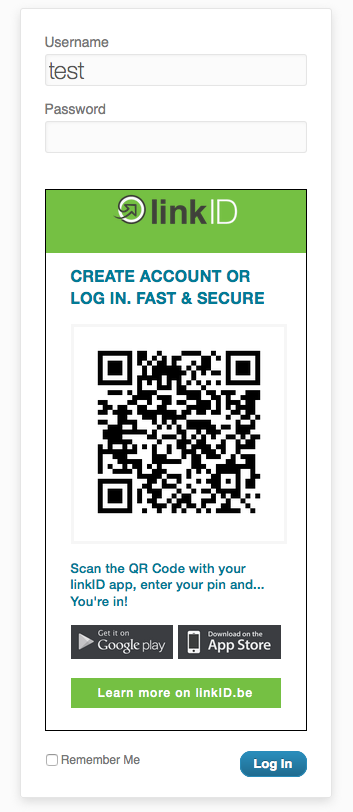 Username
test
Password
linkID
CREATE ACCOUNT OR
LOG IN. FAST & SECURE
Scan the QR Code with your
linkID app, enter your pin and...
You're in!
Get it on
Google play
Download on the
App Store
Learn more on linkID.be
Remember Me
Log In